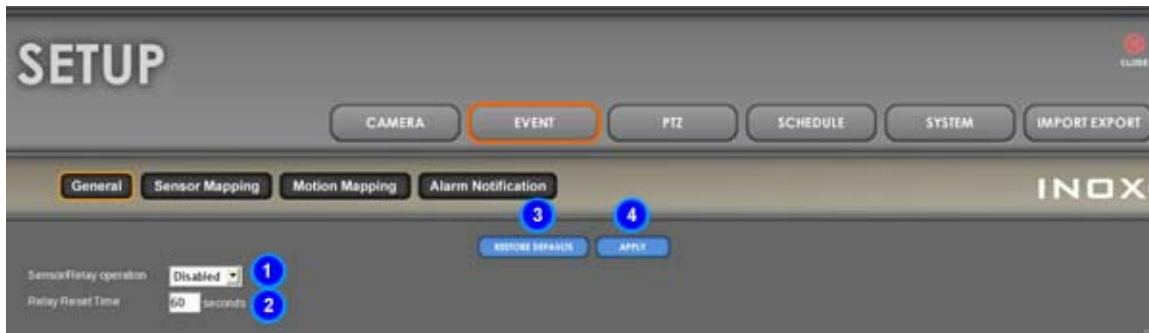 SETUP
CLOSE
CAMERA EVENT PTZ SCHEDULE SYSTEM IMPORT EXPORT
General Sensor Mapping Motion Mapping Alarm Notification
INOX
3 4
RESTORE DEFAULTS APPLY
Sensor/Relay operation Disabled 1
Relay Reset Time 60 seconds 2